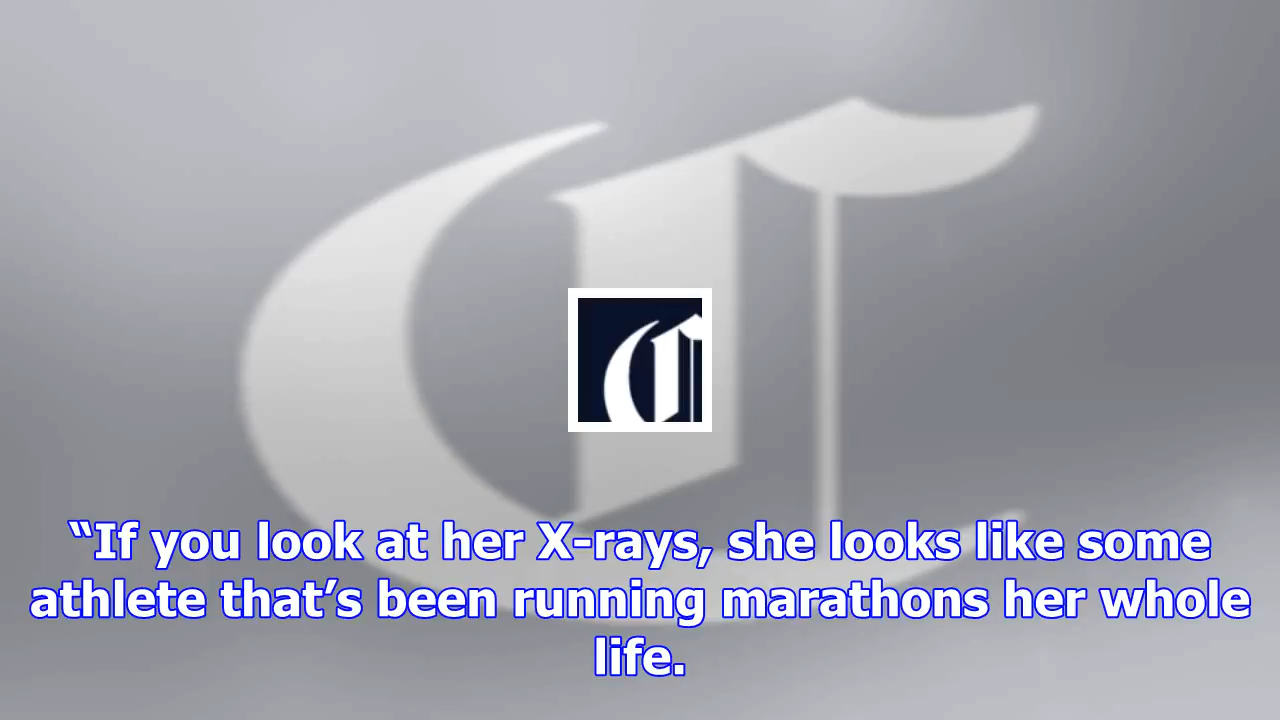 “If you look at her X-rays, she looks like some
athlete that’s been running marathons her whole
life.